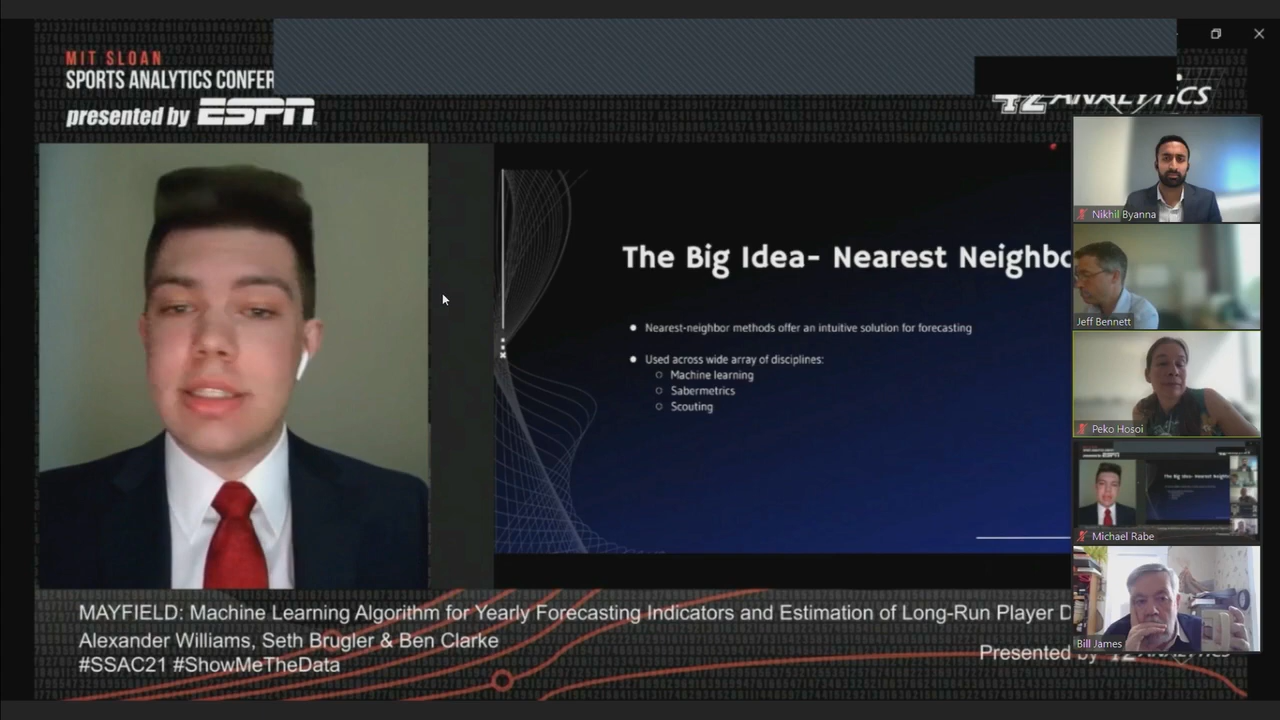 MIT SLOAN
SPORTS ANALYTICS CONFER
presented by ESPN
42 ANALYTICS
The Big Idea- Nearest Neighbo
Nearest-neighbor methods offer an intuitive solution for forecasting
Used across wide array of disciplines:
Machine learning
Sabermetrics
Scouting
Nikhil Byanna
Jeff Bennett
Peko Hosoi
Michael Rabe
Bill James
MAYFIELD: Machine Learning Algorithm for Yearly Forecasting Indicators and Estimation of Long-Run Player D
Alexander Williams, Seth Brugler & Ben Clarke
#SSAC21 #ShowMeTheData
Presented by 42 ANALYTICS